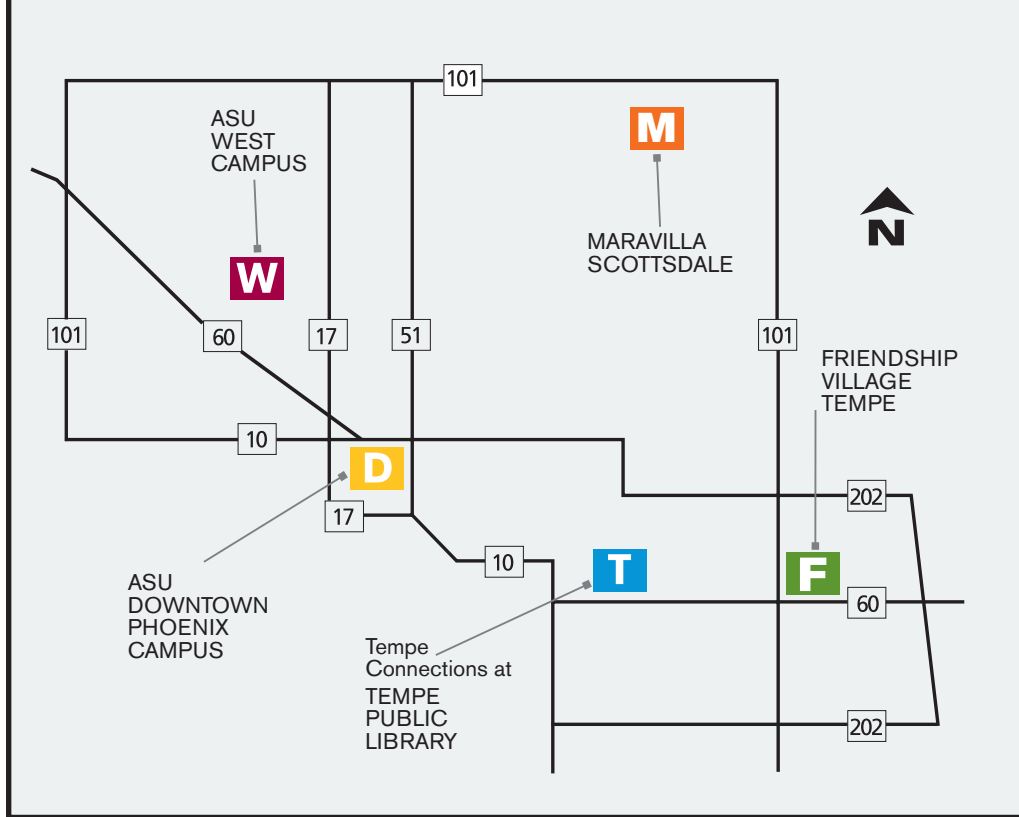 101
ASU
WEST
CAMPUS
M
W
MARAVILLA
SCOTTSDALE
N
101
60
17
51
101
FRIENDSHIP
VILLAGE
TEMPE
10
D
202
17
10
T
F
ASU
DOWNTOWN
PHOENIX
CAMPUS
60
Tempe
Connections at
TEMPE
PUBLIC
LIBRARY
202